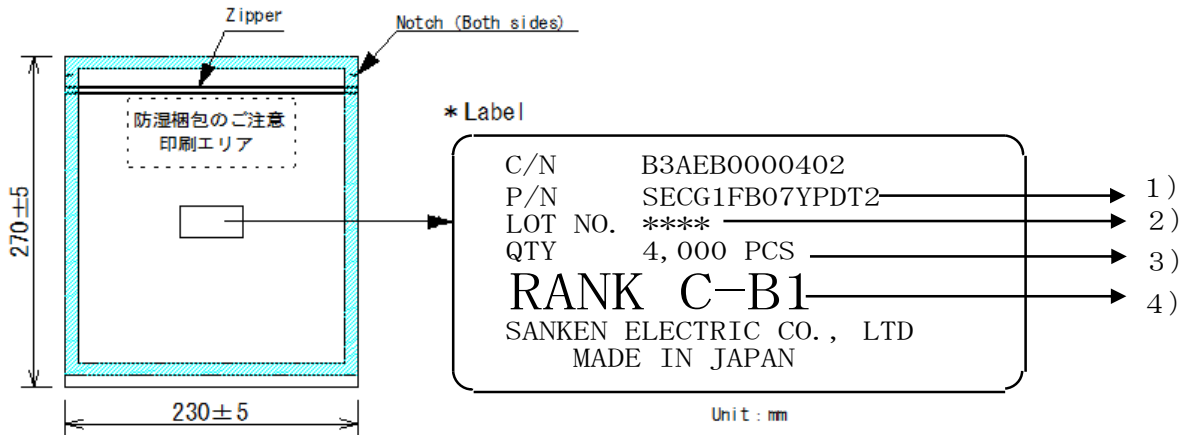 Zipper
Notch (Both sides)
防湿梱包のご注意
印刷エリア
270±5
230±5
*Label
C/N B3AEB0000402
P/N SECG1FB07YPDT2
LOT NO. ****
QTY 4,000 PCS
RANK C-B1
SANKEN ELECTRIC CO., LTD
MADE IN JAPAN
1)
2)
3)
4)
Unit:mm